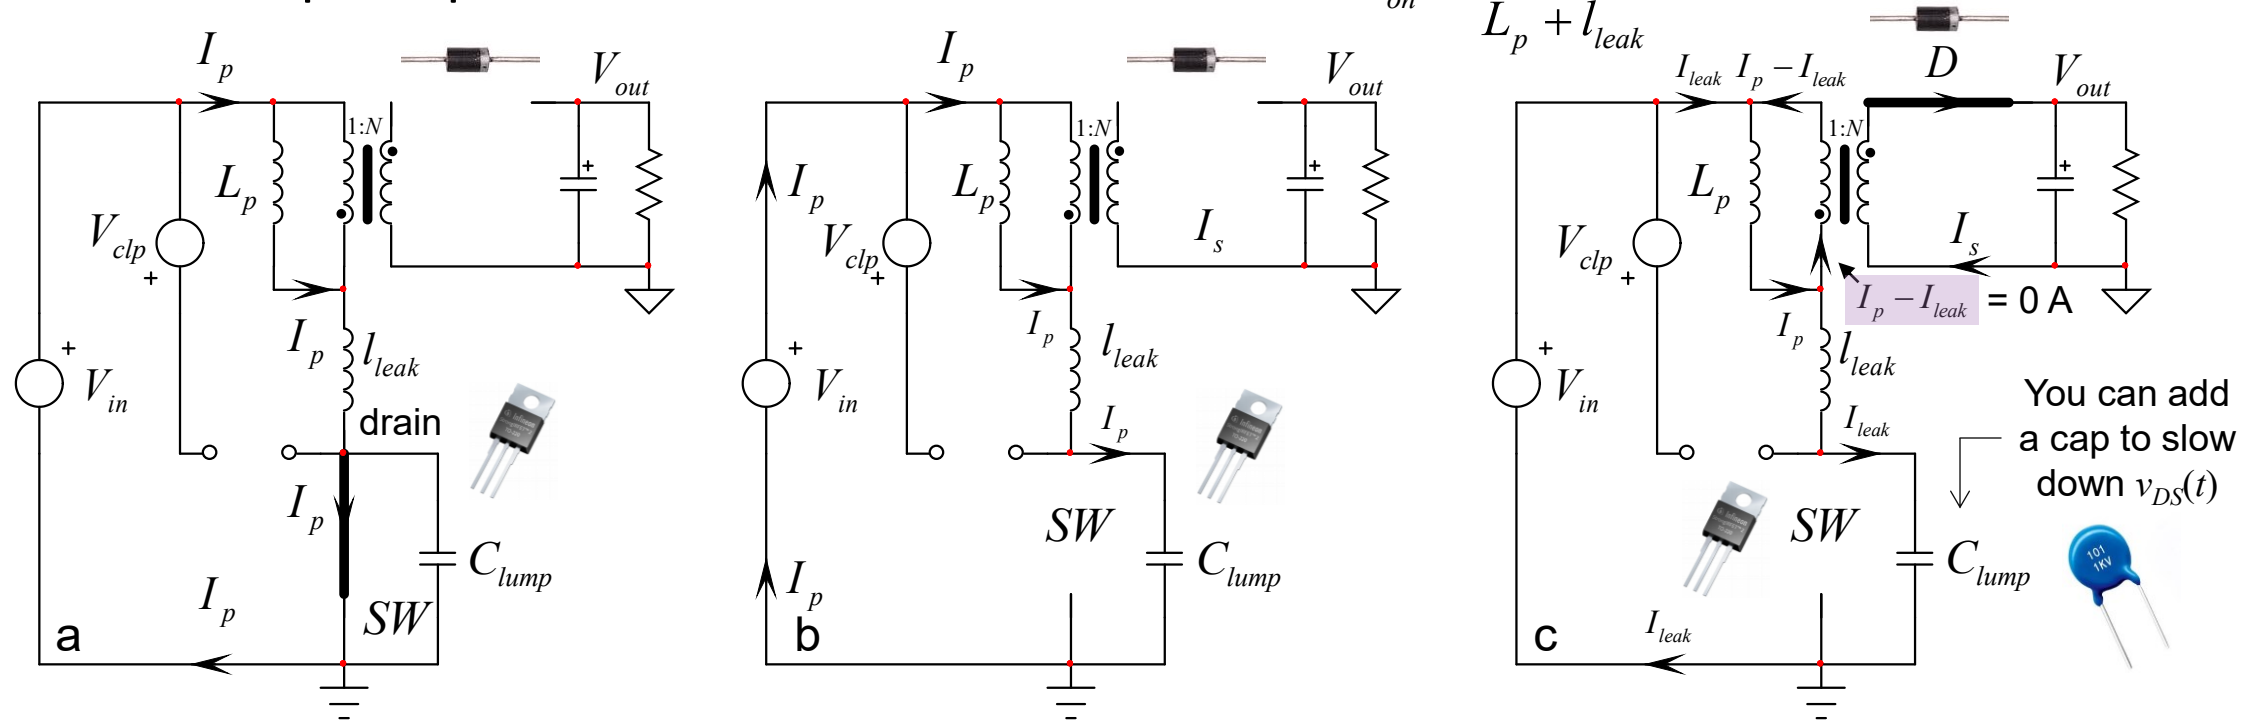 on
L_p + l_leak
I_p
V_out
1:N
L_p
V_clp
+
+
+
V_in
I_p
l_leak
drain
I_p
C_lump
I_p
SW
a
I_p
V_out
1:N
I_p
L_p
V_clp
+
+
I_s
+
V_in
I_p
l_leak
I_p
SW
C_lump
I_p
b
I_leak
I_p − I_leak
D
V_out
1:N
L_p
V_clp
+
+
I_s
I_p − I_leak = 0 A
+
V_in
I_p
l_leak
I_leak
SW
C_lump
I_leak
c
You can add
a cap to slow
down v_DS(t)
101
1KV